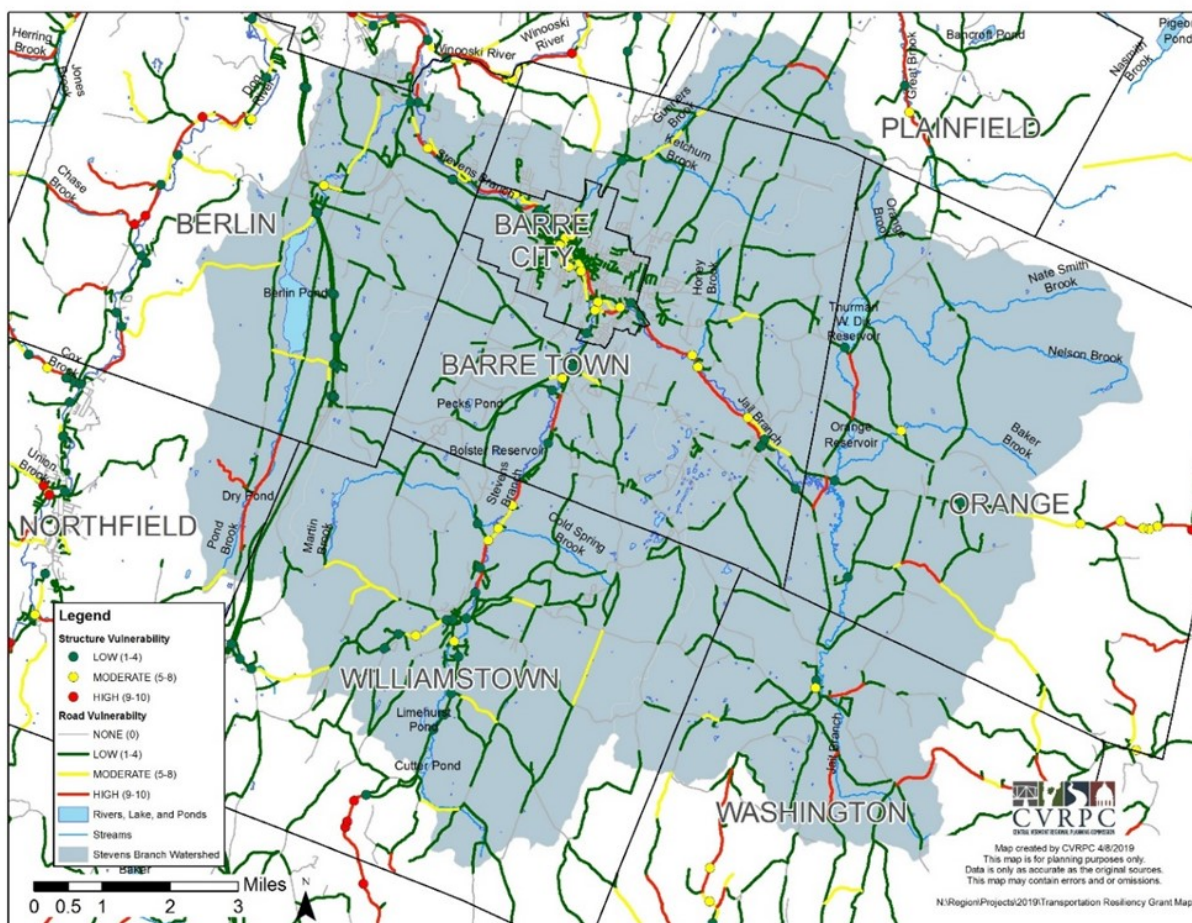 Herring
Brook
Jones
Brook
Dog
River
Winooski River
Winooski
River
Bancroft Pond
Pigeon
Pond
Nasmith
Brook
Great Brook
PLAINFIELD
Gunners
Brook
Ketchum
Brook
Chase
Brook
BERLIN
Stevens Branch
BARRE
CITY
Honey
Brook
Orange
Brook
Nate Smith
Brook
Berlin Pond
Thurman
W. Dix
Reservoir
Nelson Brook
Cox
Brook
BARRE TOWN
Pecks Pond
Jail Branch
Bolster Reservoir
Orange
Reservoir
Baker
Brook
Union
Brook
NORTHFIELD
Dry Pond
Pond
Brook
Martin
Brook
Stevens
Branch
Cold Spring
Brook
ORANGE
WILLIAMSTOWN
Limehurst
Pond
Cutter Pond
Jail Branch
WASHINGTON
Legend
Structure Vulnerability
LOW (1-4)
MODERATE (5-8)
HIGH (9-10)
Road Vulnerabilty
NONE (0)
LOW (1-4)
MODERATE (5-8)
HIGH (9-10)
Rivers, Lake, and Ponds
Streams
Stevens Branch Watershed
Baker
0 0.5 1 2 3 Miles
N
CVRPC
CENTRAL VERMONT REGIONAL PLANNING COMMISSION
Map created by CVRPC 4/8/2019
This map is for planning purposes only.
Data is only as accurate as the original sources.
This map may contain errors and or omissions.
N:\Region\Projects\2019\Transportation Resiliency Grant Map